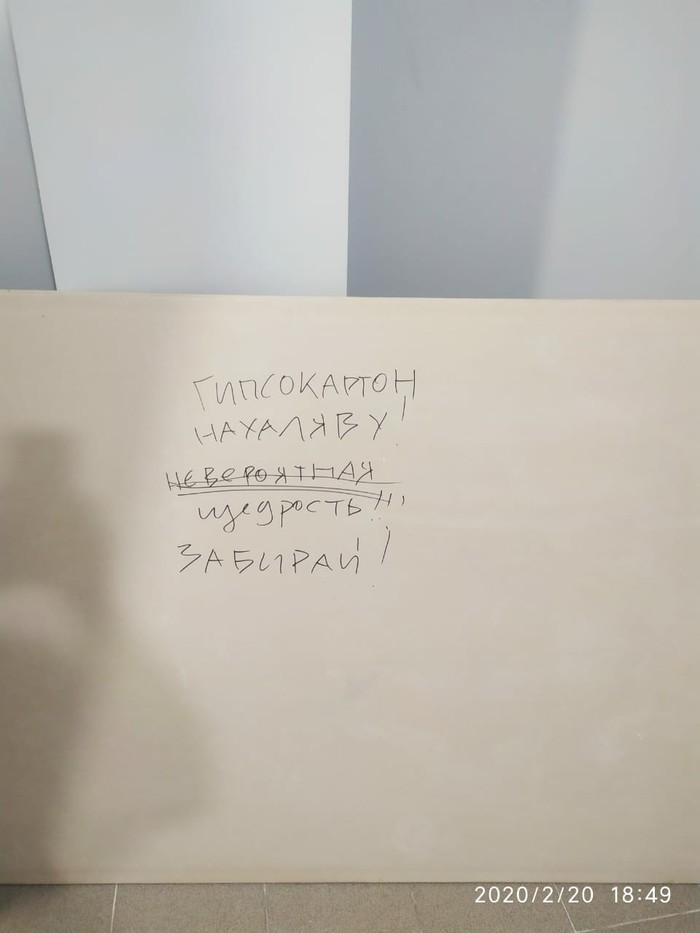 ГИПСОКАРТОН
НАХАЛЯВУ!
НЕВЕРОЯТНАЯ
щедрость!!!
ЗАБИРАЙ!
2020/2/20 18:49